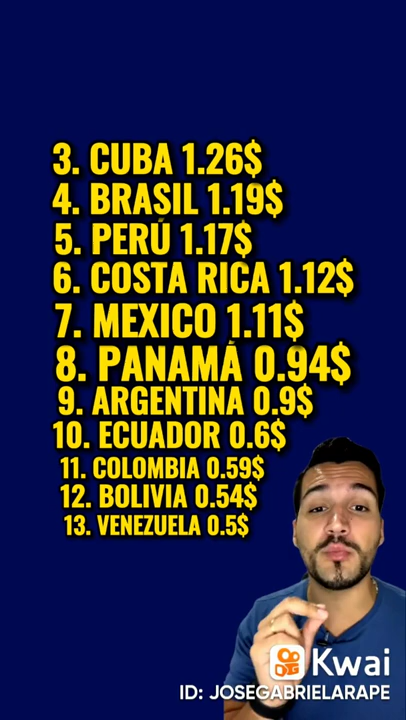 3. CUBA 1.26$
4. BRASIL 1.19$
5. PERÚ 1.17$
6. COSTA RICA 1.12$
7. MEXICO 1.11$
8. PANAMÁ 0.94$
9. ARGENTINA 0.9$
10. ECUADOR 0.6$
11. COLOMBIA 0.59$
12. BOLIVIA 0.54$
13. VENEZUELA 0.5$
Kwai
ID: JOSEGABRIELARAPE